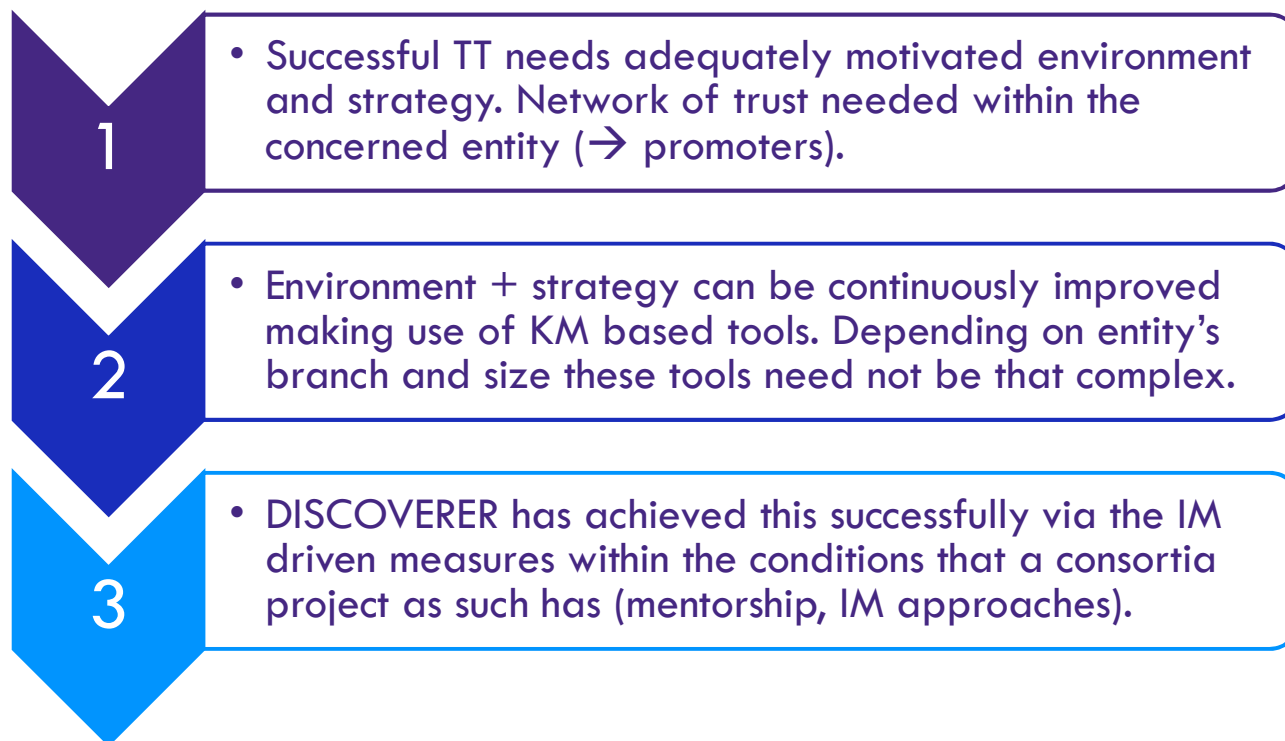 1
• Successful TT needs adequately motivated environment
and strategy. Network of trust needed within the
concerned entity (→ promoters).
2
• Environment + strategy can be continuously improved
making use of KM based tools. Depending on entity’s
branch and size these tools need not be that complex.
3
• DISCOVERER has achieved this successfully via the IM
driven measures within the conditions that a consortia
project as such has (mentorship, IM approaches).